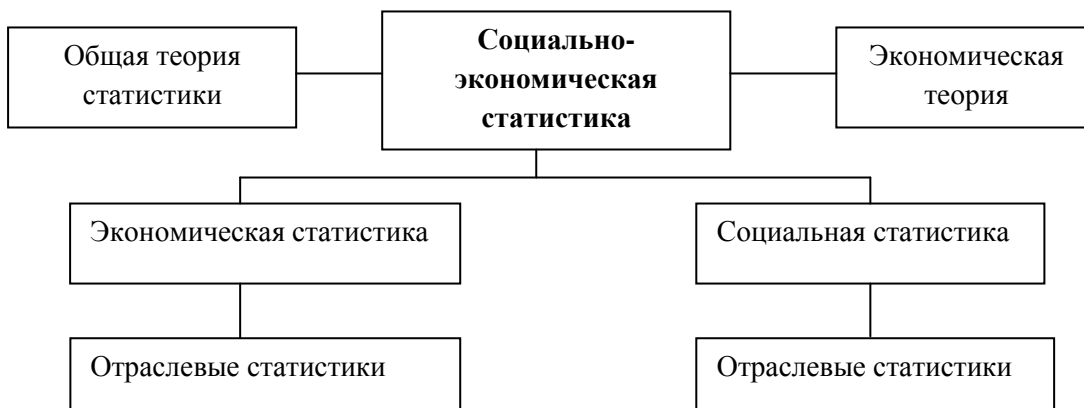 Общая теория
статистики
Социально-
экономическая
статистика
Экономическая
теория
Экономическая статистика
Социальная статистика
Отраслевые статистики
Отраслевые статистики